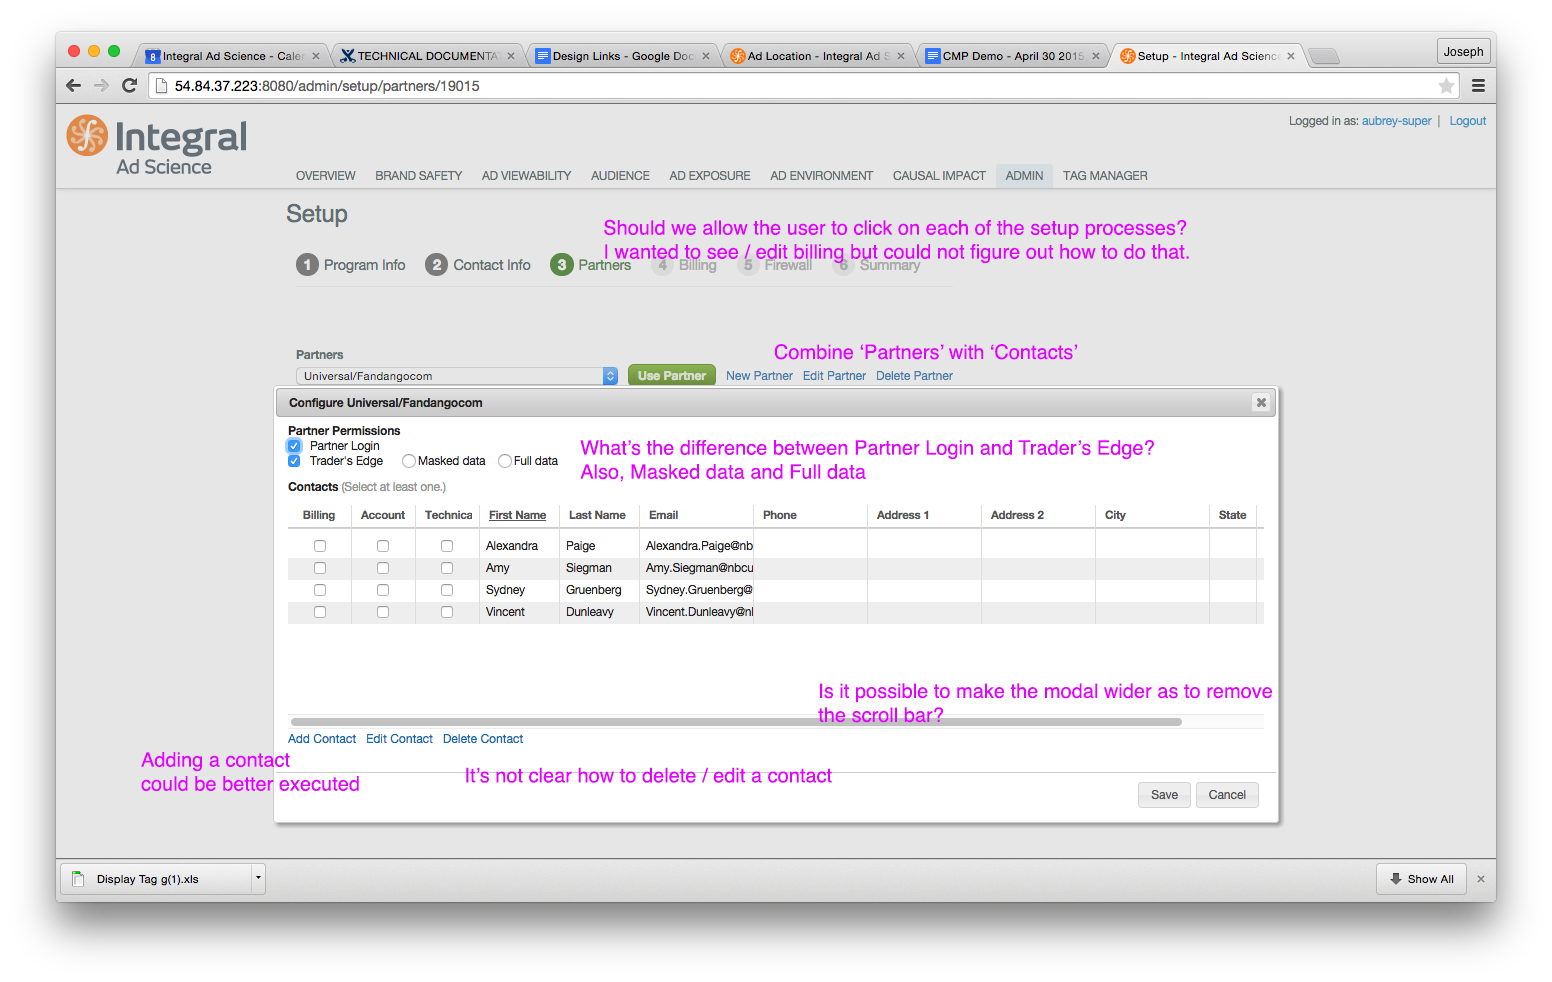 Integral Ad Science - Calen
TECHNICAL DOCUMENTA
Design Links - Google Doc
Ad Location - Integral Ad S
CMP Demo - April 30 2015
Setup - Integral Ad Science
Joseph
54.84.37.223:8080/admin/setup/partners/19015
Integral
Ad Science
Logged in as: aubrey-super | Logout
OVERVIEW BRAND SAFETY AD VIEWABILITY AUDIENCE AD EXPOSURE AD ENVIRONMENT CAUSAL IMPACT ADMIN TAG MANAGER
Setup
Should we allow the user to click on each of the setup processes?
I wanted to see / edit billing but could not figure out how to do that.
1 Program Info 2 Contact Info 3 Partners 4 Billing 5 Firewall 6 Summary
Combine ‘Partners’ with ‘Contacts’
Partners
Universal/Fandangocom Use Partner New Partner Edit Partner Delete Partner
Configure Universal/Fandangocom
Partner Permissions
Partner Login
Trader's Edge Masked data Full data
What’s the difference between Partner Login and Trader’s Edge?
Also, Masked data and Full data
Contacts (Select at least one.)
Billing Account Technica First Name Last Name Email Phone Address 1 Address 2 City State
Alexandra Paige Alexandra.Paige@nb
Amy Siegman Amy.Siegman@nbcu
Sydney Gruenberg Sydney.Gruenberg@
Vincent Dunleavy Vincent.Dunleavy@nl
Is it possible to make the modal wider as to remove
the scroll bar?
Add Contact Edit Contact Delete Contact
Adding a contact
could be better executed
It’s not clear how to delete / edit a contact
Save Cancel
Display Tag g(1).xls
Show All